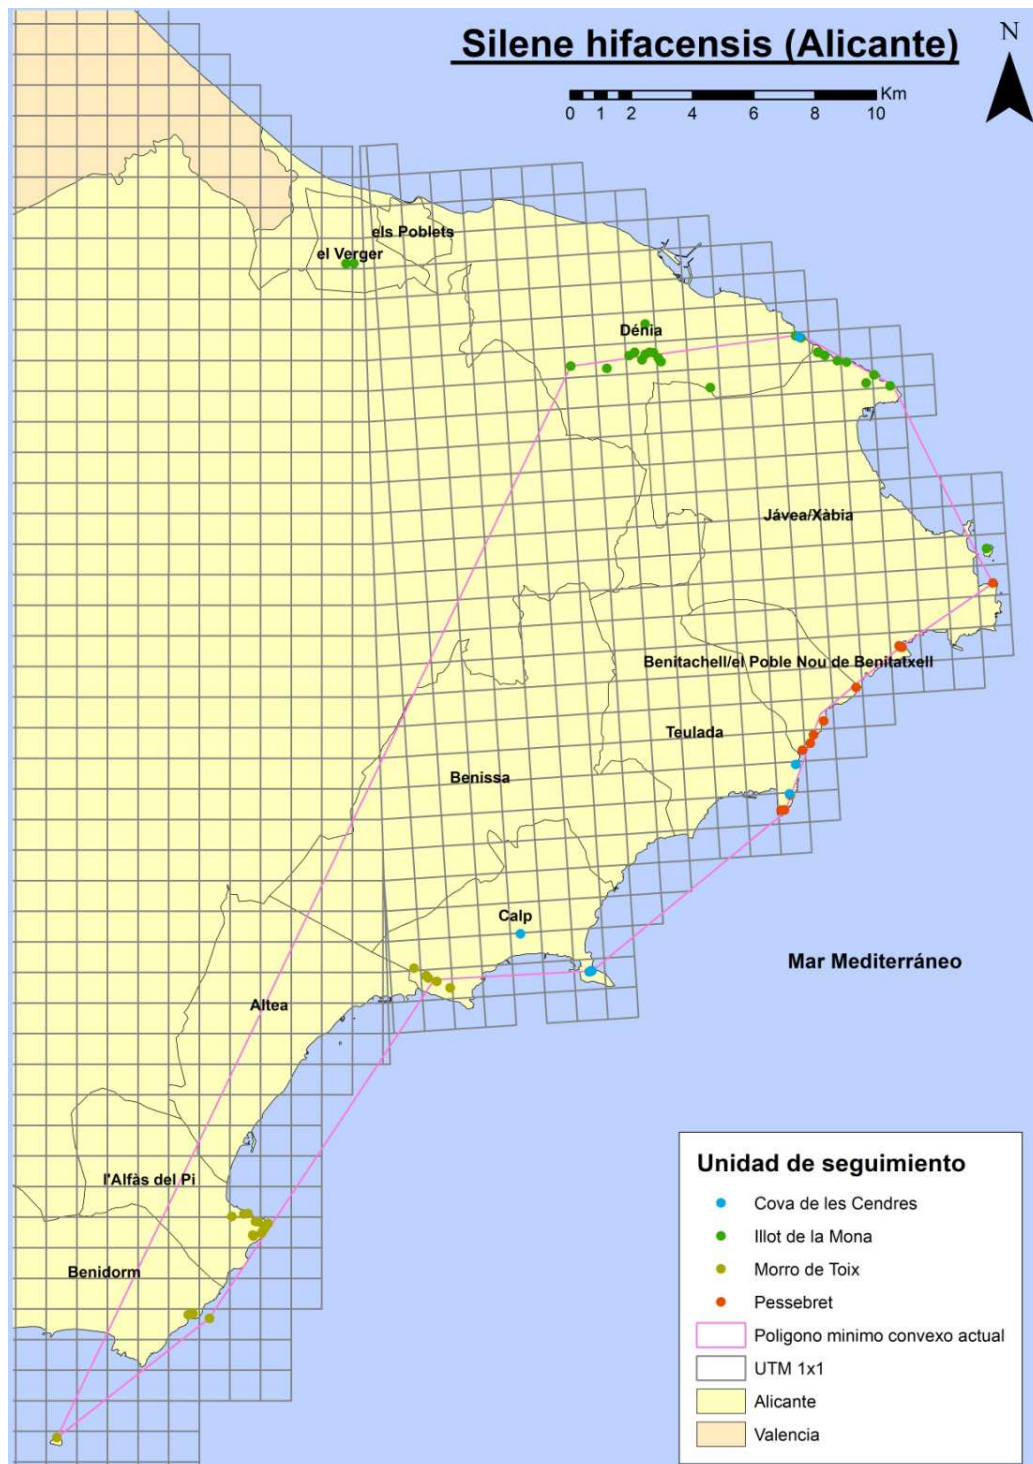 Silene hifacensis (Alicante)
N
Km
0 1 2 4 6 8 10
els Poblets
el Verger
Dénia
Jávea/Xàbia
Benitachell/el Poble Nou de Benitatxell
Teulada
Benissa
Calp
Mar Mediterráneo
Altea
l'Alfàs del Pi
Benidorm
Unidad de seguimiento
Cova de les Cendres
Illot de la Mona
Morro de Toix
Pessebret
Poligono minimo convexo actual
UTM 1x1
Alicante
Valencia